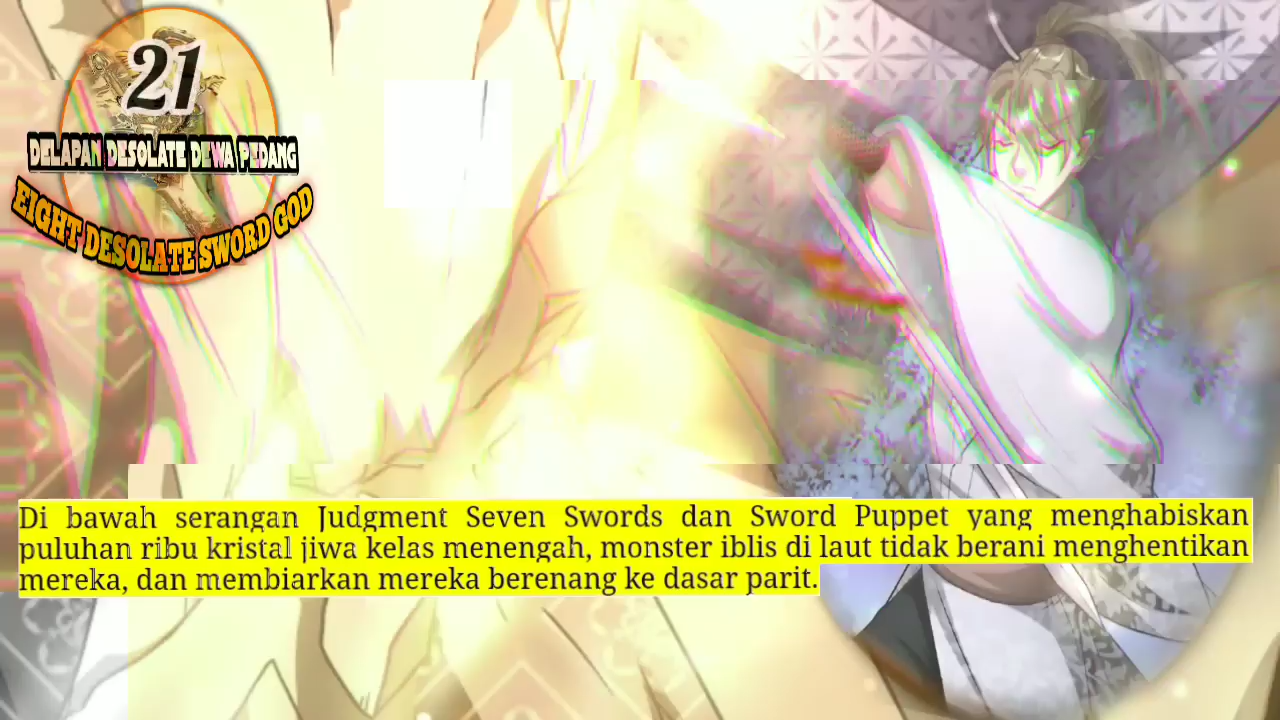 21
DELAPAN DESOLATE DEWA PEDANG
EIGHT DESOLATE SWORD GOD
Di bawah serangan Judgment Seven Swords dan Sword Puppet yang menghabiskan
puluhan ribu kristal jiwa kelas menengah, monster iblis di laut tidak berani menghentikan
mereka, dan membiarkan mereka berenang ke dasar parit.